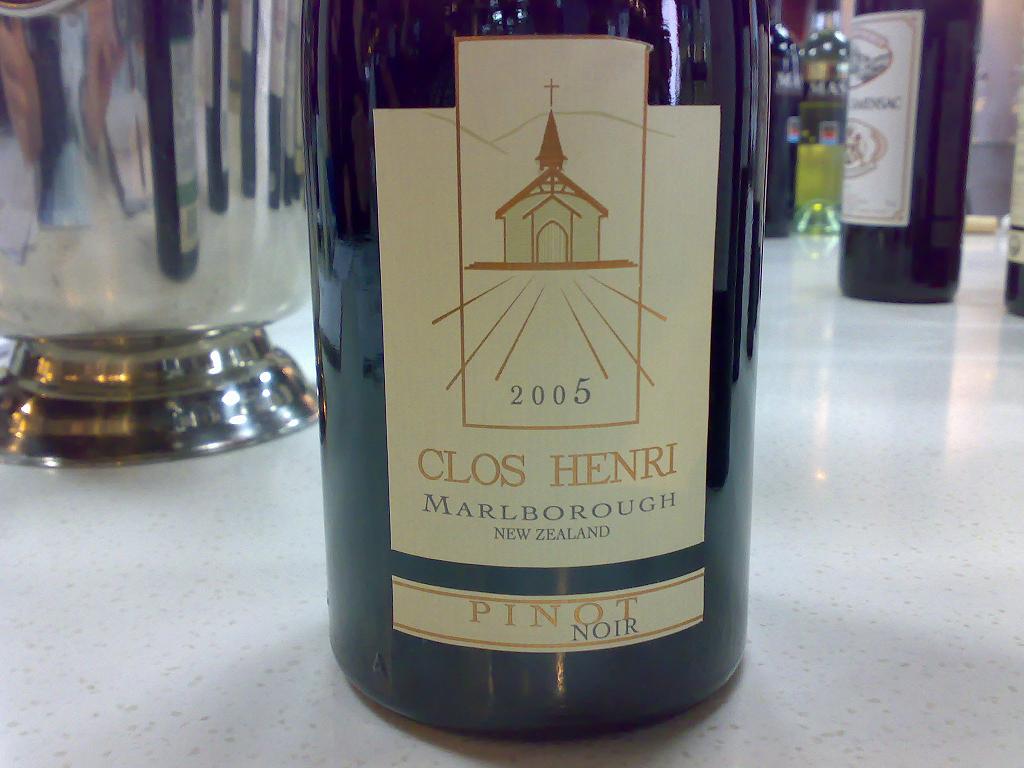 2005
CLOS HENRI
MARLBOROUGH
NEW ZEALAND
PINOT
NOIR